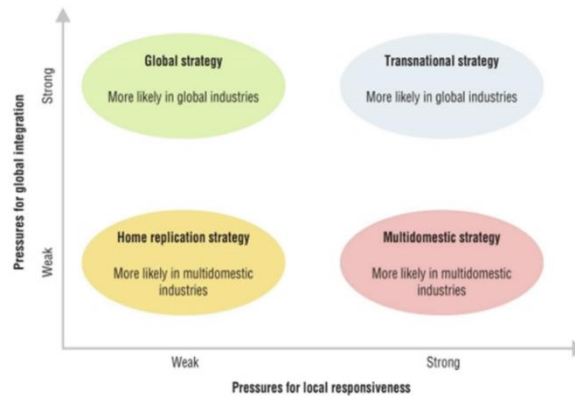 Pressures for global integration
Strong
Weak
Global strategy
More likely in global industries
Transnational strategy
More likely in global industries
Home replication strategy
More likely in multidomestic
industries
Multidomestic strategy
More likely in multidomestic
industries
Weak
Strong
Pressures for local responsiveness